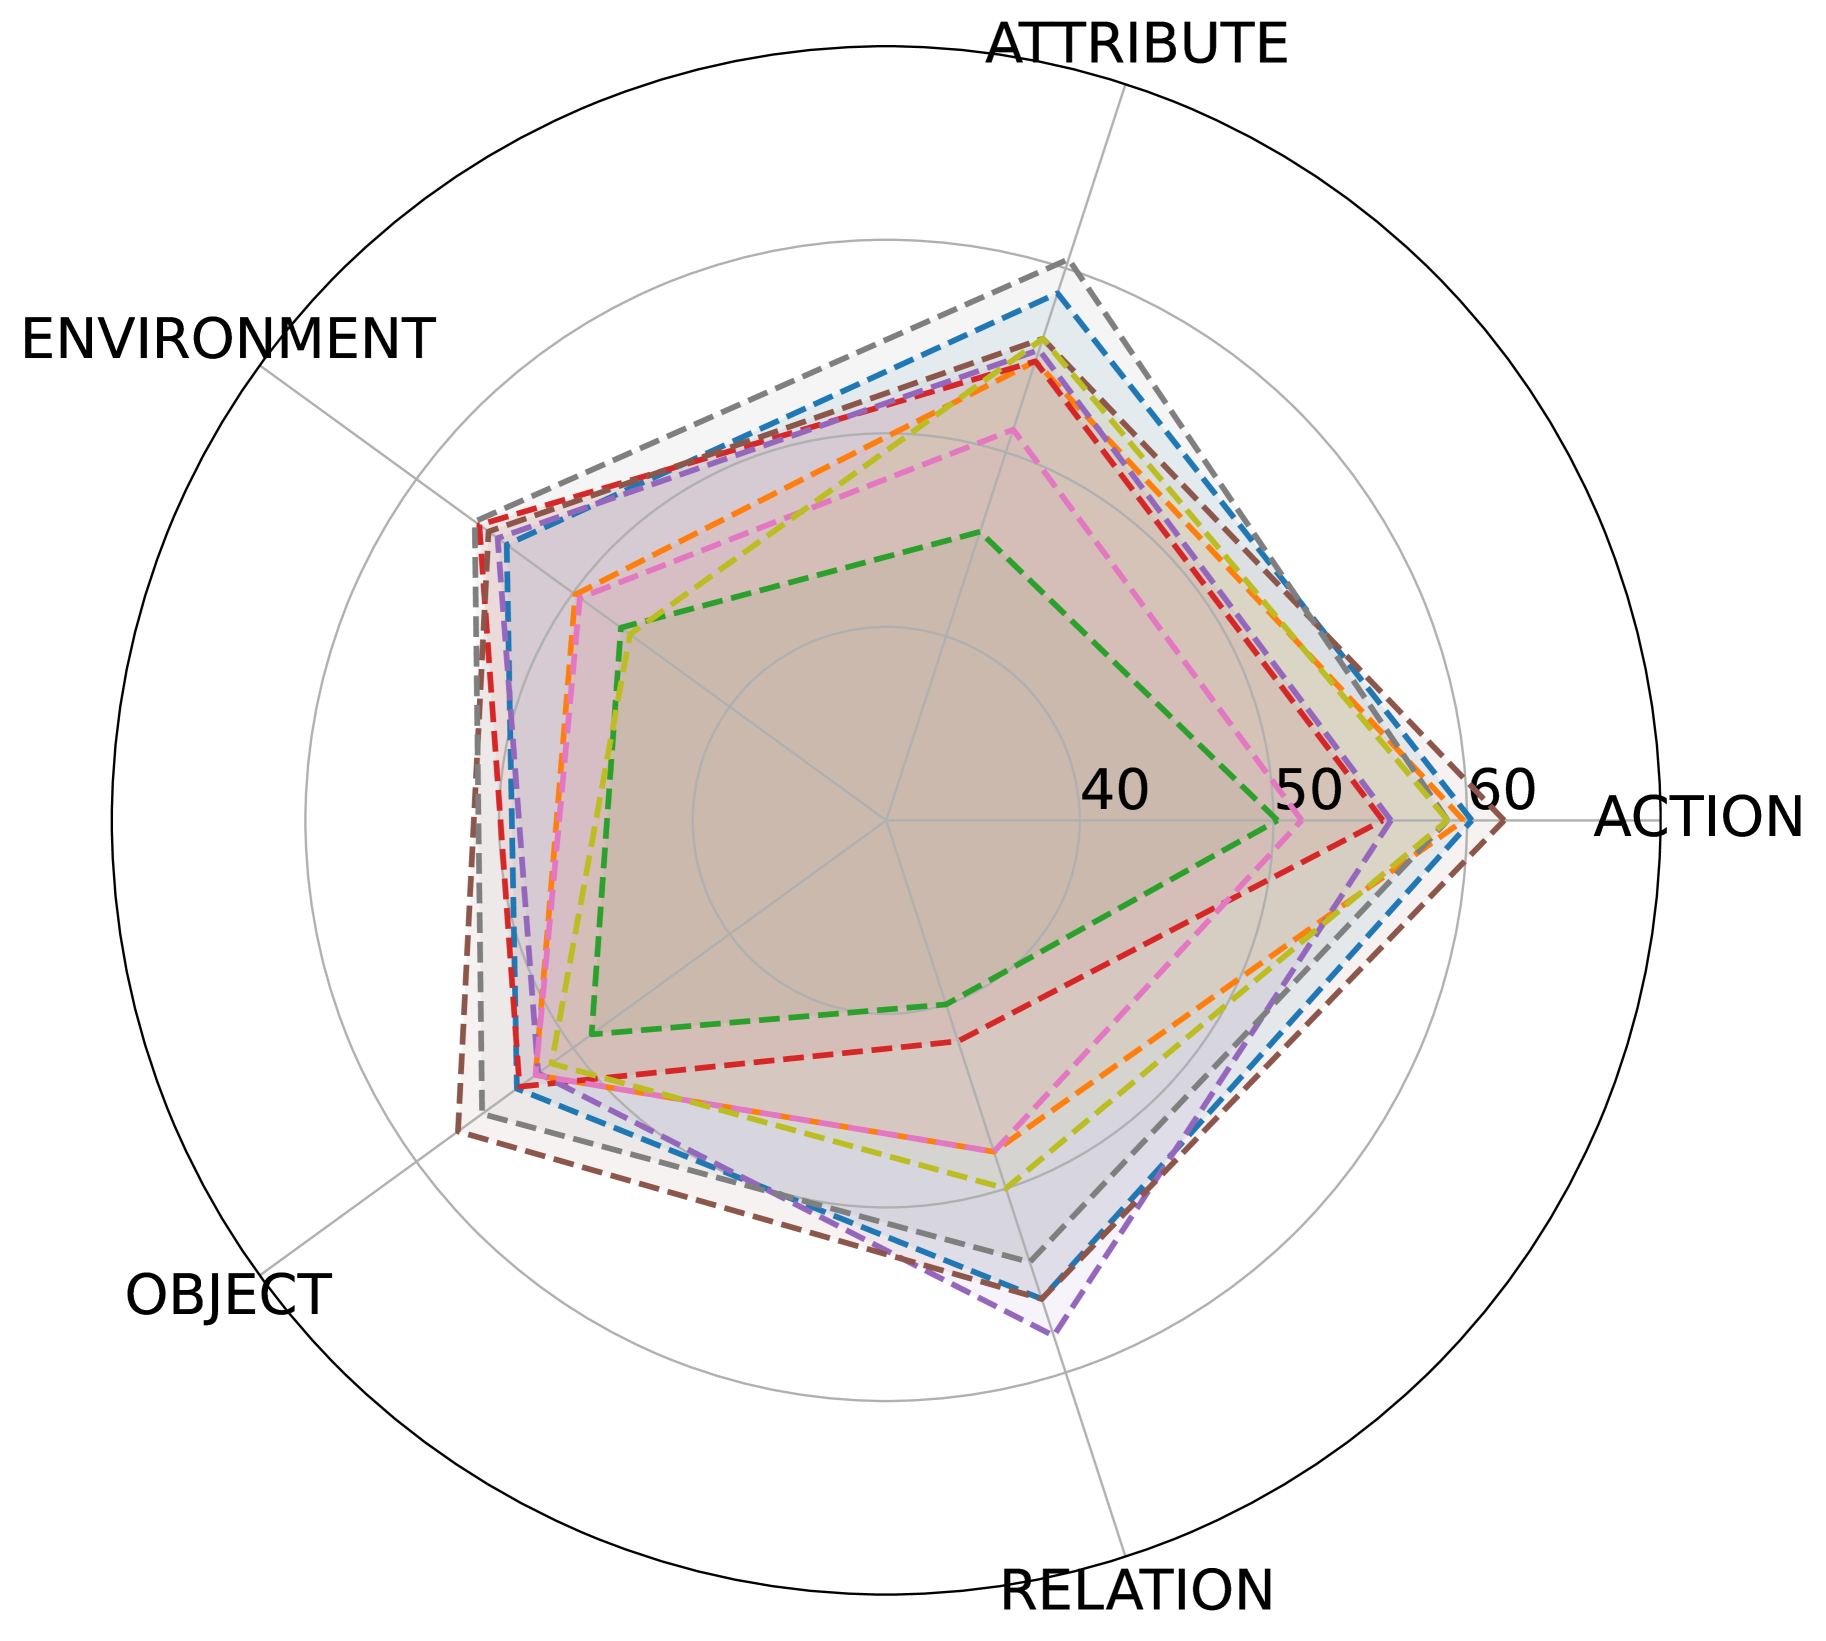 ATTRIBUTE
ENVIRONMENT
40 50 60
ACTION
OBJECT
RELATION